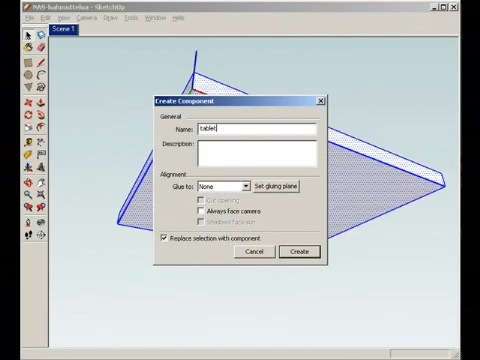 NAS-hahmottelua - SketchUp
File Edit View Camera Draw Tools Window Help
Scene 1
Create Component
General
Name: tablet
Description:
Alignment
Glue to: None Set gluing plane
Cut opening
Always face camera
Shadows face sun
Replace selection with component
Cancel Create